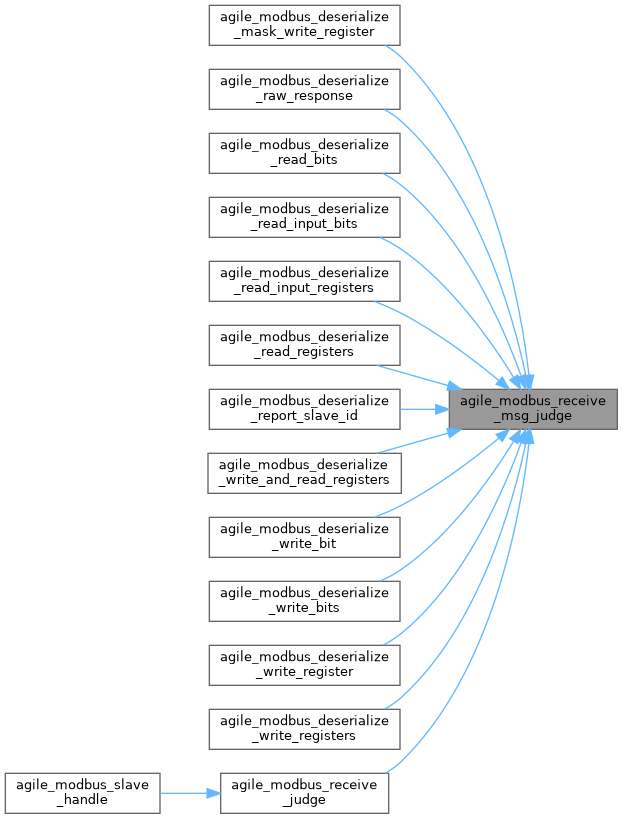 agile_modbus_deserialize
_mask_write_register
agile_modbus_deserialize
_raw_response
agile_modbus_deserialize
_read_bits
agile_modbus_deserialize
_read_input_bits
agile_modbus_deserialize
_read_input_registers
agile_modbus_deserialize
_read_registers
agile_modbus_receive
_msg_judge
agile_modbus_deserialize
_report_slave_id
agile_modbus_deserialize
_write_and_read_registers
agile_modbus_deserialize
_write_bit
agile_modbus_deserialize
_write_bits
agile_modbus_deserialize
_write_register
agile_modbus_deserialize
_write_registers
agile_modbus_slave
_handle
agile_modbus_receive
_judge